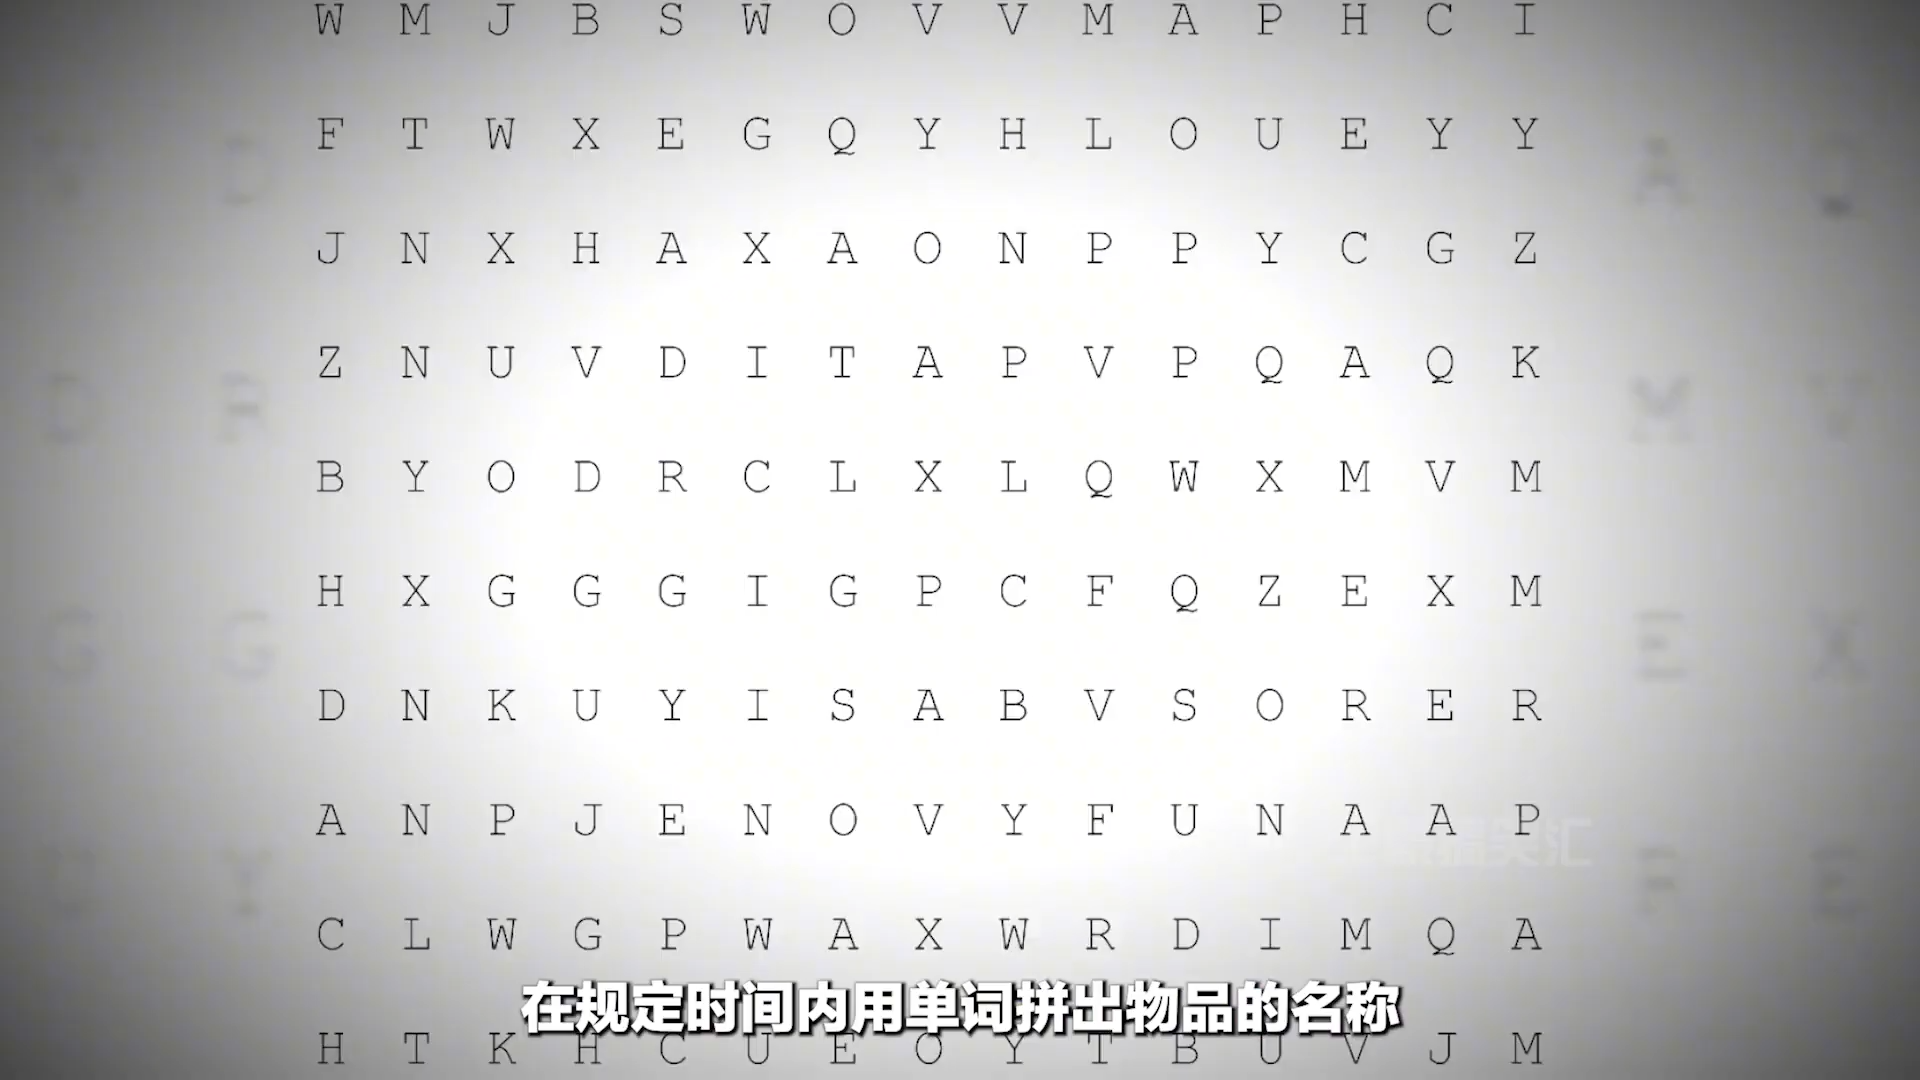 W M J B S W O V V M A P H C I
F T W X E G Q Y H L O U E Y Y
J N X H A X A O N P P Y C G Z
Z N U V D I T A P V P Q A Q K
B Y O D R C L X L Q W X M V M
H X G G G I G P C F Q Z E X M
D N K U Y I S A B V S O R E R
A N P J E N O V Y F U N A A P
C L W G P W A X W R D I M Q A
在规定时间内用单词拼出物品的名称
H T K H C U E O Y T B U V J M